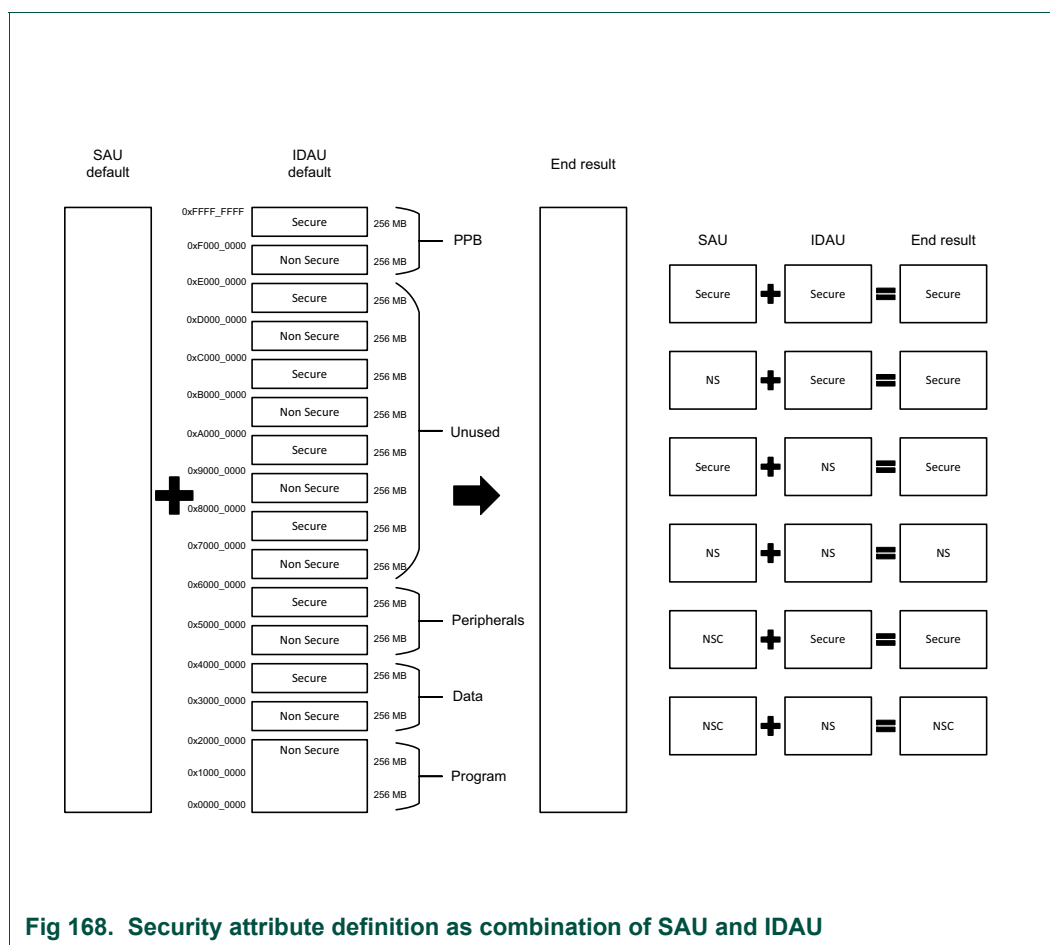 SAU
default
IDAU
default
End result
0xFFFF_FFFF
Secure
256 MB
0xF000_0000
Non Secure
256 MB
PPB
0xE000_0000
Secure
256 MB
0xD000_0000
Non Secure
256 MB
0xC000_0000
Secure
256 MB
0xB000_0000
Non Secure
256 MB
0xA000_0000
Secure
256 MB
0x9000_0000
Non Secure
256 MB
0x8000_0000
Secure
256 MB
0x7000_0000
Non Secure
256 MB
Unused
0x6000_0000
Secure
256 MB
0x5000_0000
Non Secure
256 MB
Peripherals
0x4000_0000
Secure
256 MB
0x3000_0000
Non Secure
256 MB
Data
0x2000_0000
Non Secure
256 MB
0x1000_0000
256 MB
0x0000_0000
Program
SAU IDAU End result
Secure + Secure = Secure
NS + Secure = Secure
Secure + NS = Secure
NS + NS = NS
NSC + Secure = Secure
NSC + NS = NSC
Fig 168. Security attribute definition as combination of SAU and IDAU